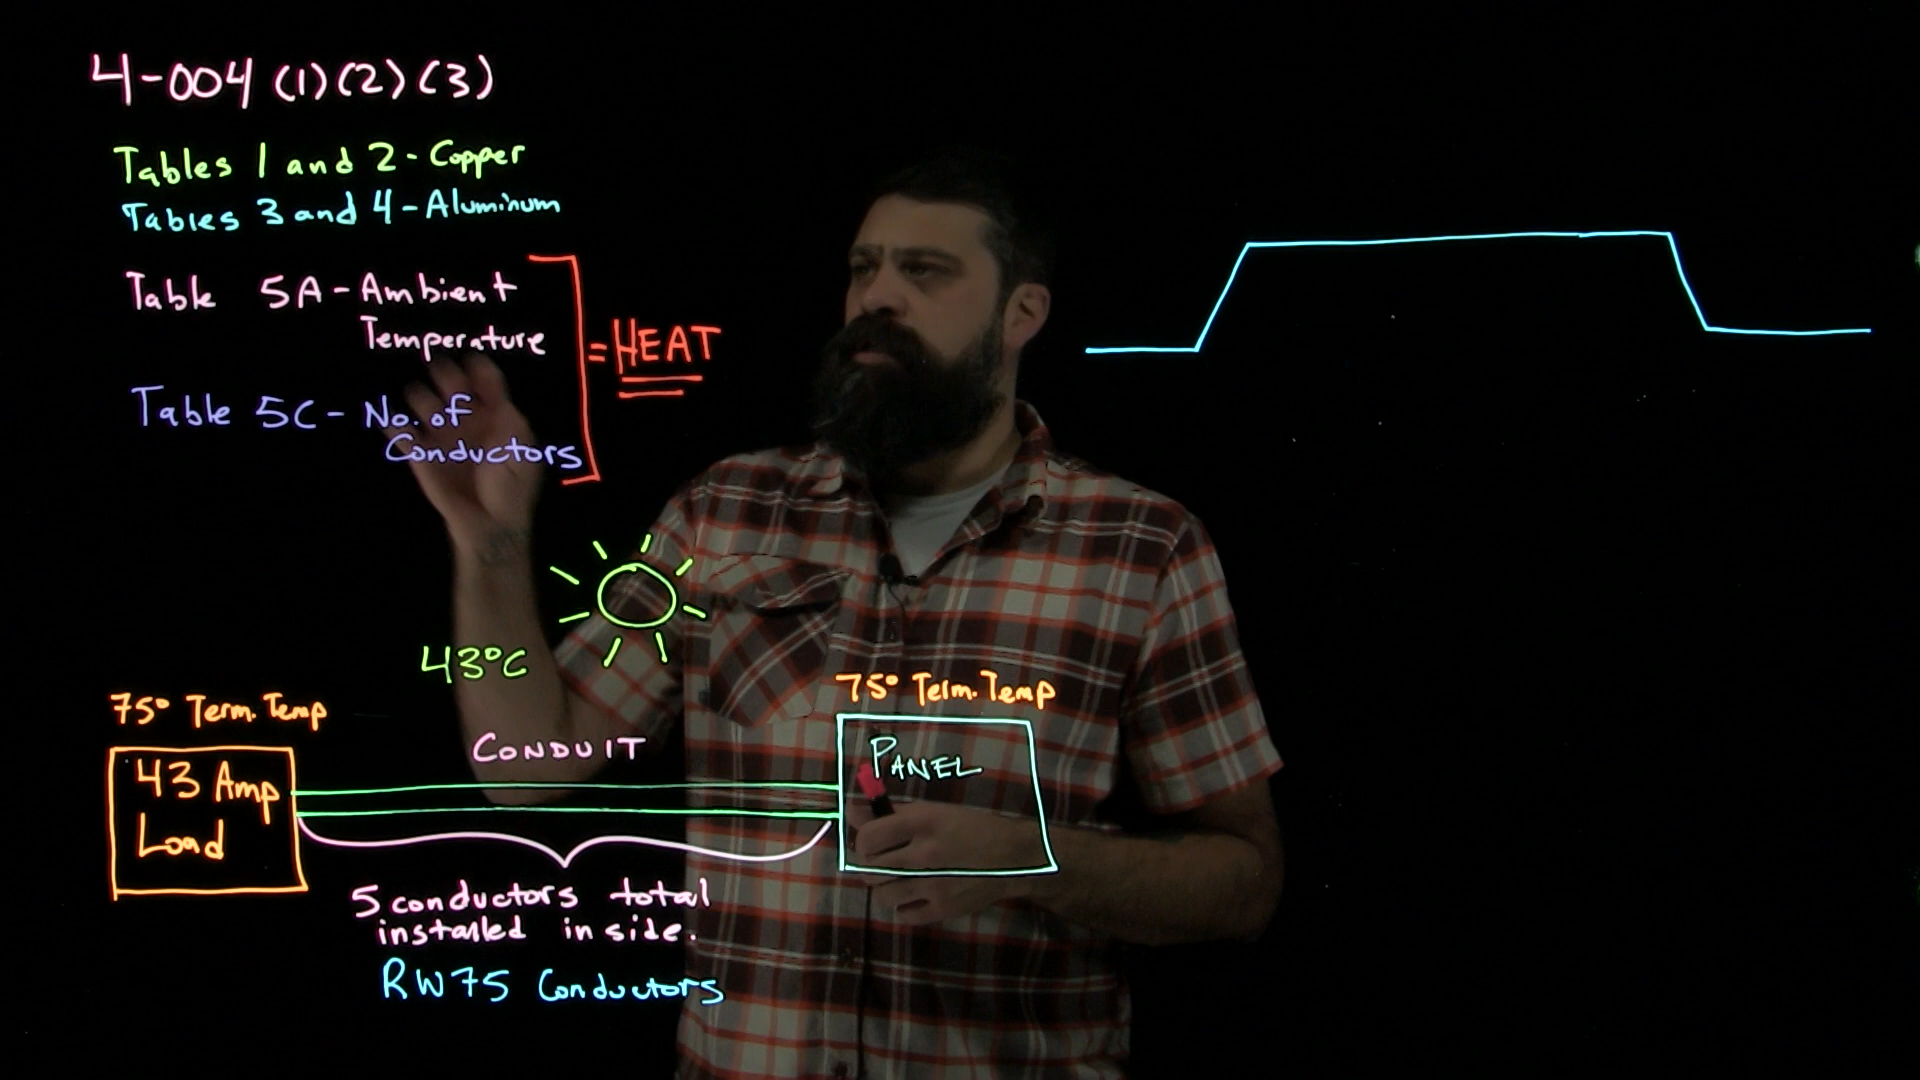 4-004 (1)(2)(3)
Tables 1 and 2 - Copper
Tables 3 and 4 - Aluminum
Table 5A - Ambient
Temperature
= HEAT
Table 5C - No. of
Conductors
43°C
75° Term. Temp
75° Term. Temp
CONDUIT
PANEL
43 Amp
Load
5 conductors total
installed inside.
RW75 Conductors